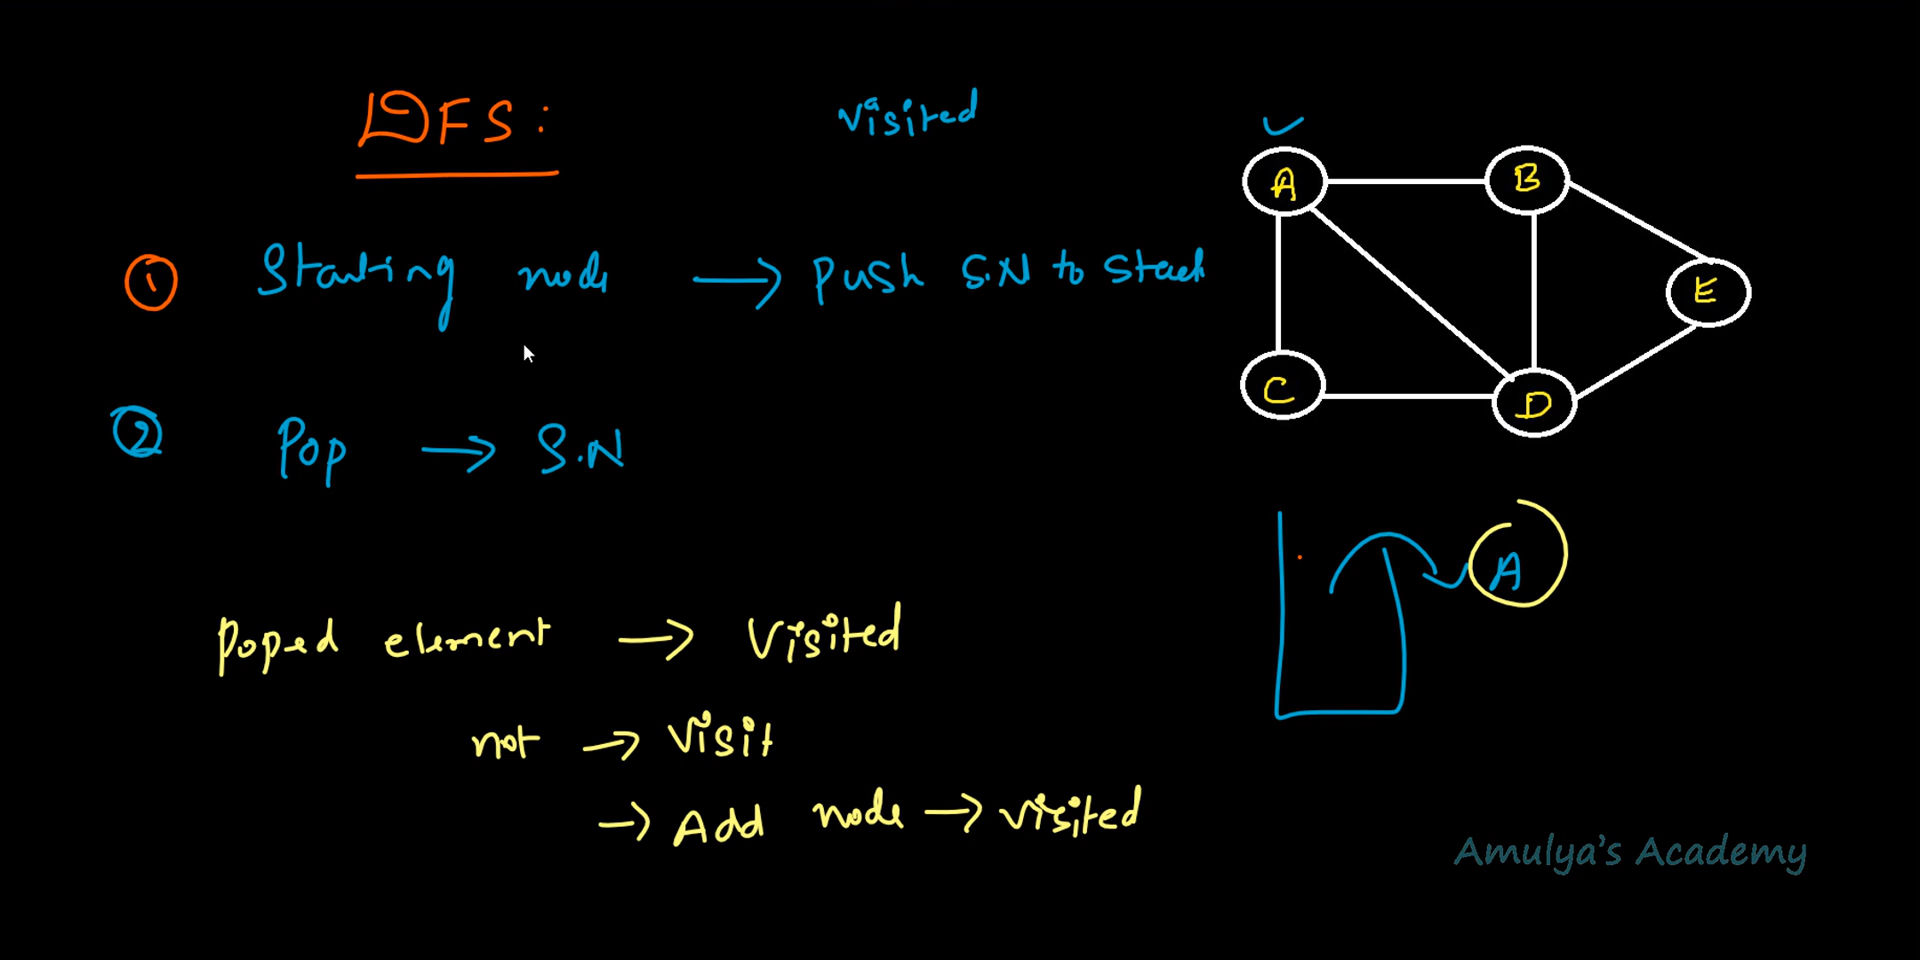 DFS:
visited
① Starting node → Push S.N to Stack
② Pop → S.N
Poped element → Visited
not → Visit
→ Add node → visited
A
B
E
C
D
A
Amulya's Academy